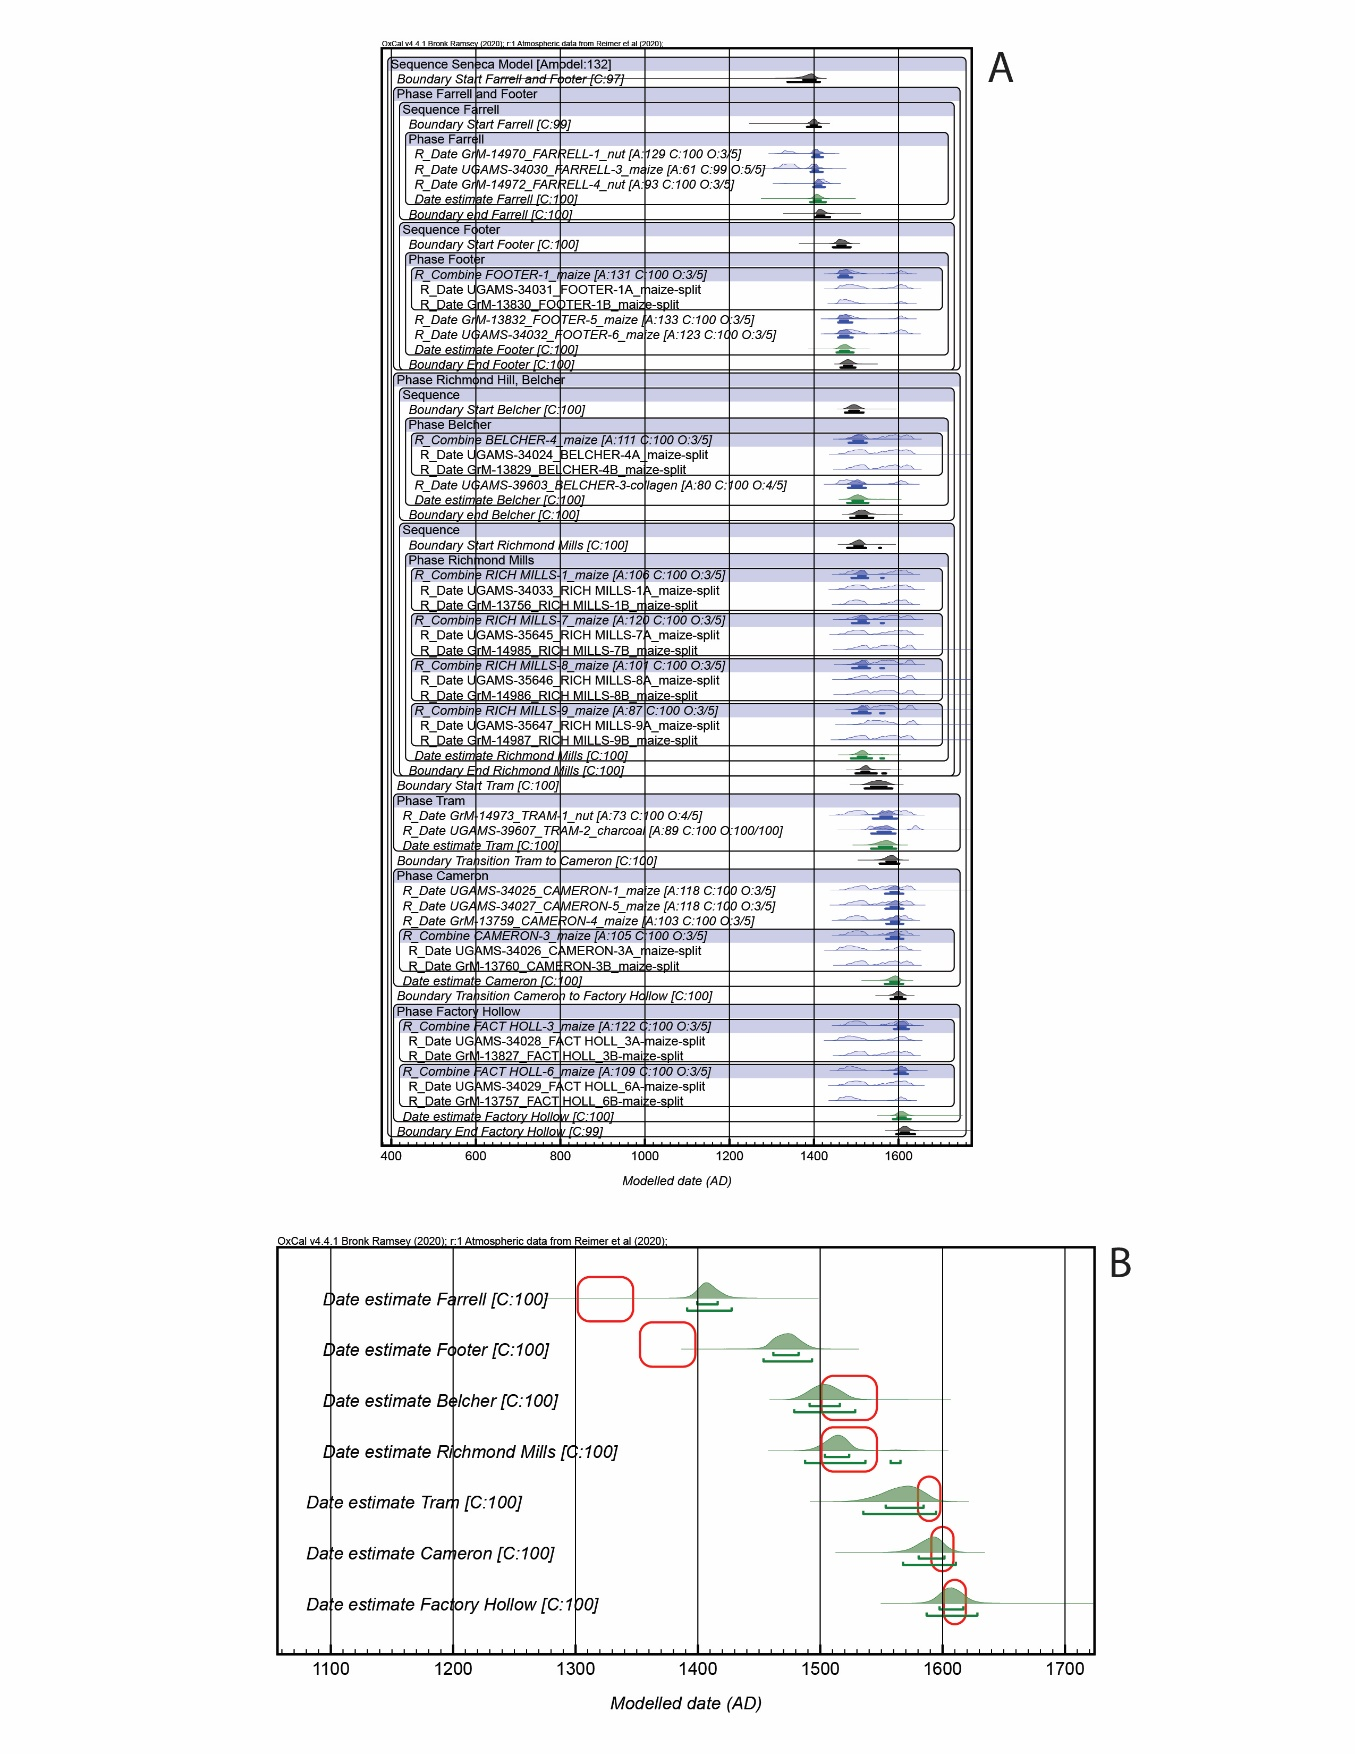 OxCal v4.4.1 Bronk Ramsey (2020); r:1 Atmospheric data from Reimer et al (2020);
A
Sequence Seneca Model [Amodel:132]
Boundary Start Farrell and Footer [C:97]
Phase Farrell and Footer
Sequence Farrell
Boundary Start Farrell [C:99]
Phase Farrell
R_Date GrM-14970_FARRELL-1_nut [A:129 C:100 O:3/5]
R_Date UGAMS-34030_FARRELL-3_maize [A:61 C:99 O:5/5]
R_Date GrM-14972_FARRELL-4_nut [A:93 C:100 O:3/5]
Date estimate Farrell [C:100]
Boundary end Farrell [C:100]
Sequence Footer
Boundary Start Footer [C:100]
Phase Footer
R_Combine FOOTER-1_maize [A:131 C:100 O:3/5]
R_Date UGAMS-34031_FOOTER-1A_maize-split
R_Date GrM-13830_FOOTER-1B_maize-split
R_Date GrM-13832_FOOTER-5_maize [A:133 C:100 O:3/5]
R_Date UGAMS-34032_FOOTER-6_maize [A:123 C:100 O:3/5]
Date estimate Footer [C:100]
Boundary End Footer [C:100]
Phase Richmond Hill, Belcher
Sequence
Boundary Start Belcher [C:100]
Phase Belcher
R_Combine BELCHER-4_maize [A:111 C:100 O:3/5]
R_Date UGAMS-34024_BELCHER-4A_maize-split
R_Date GrM-13829_BELCHER-4B_maize-split
R_Date UGAMS-39603_BELCHER-3-collagen [A:80 C:100 O:4/5]
Date estimate Belcher [C:100]
Boundary end Belcher [C:100]
Sequence
Boundary Start Richmond Mills [C:100]
Phase Richmond Mills
R_Combine RICH MILLS-1_maize [A:106 C:100 O:3/5]
R_Date UGAMS-34033_RICH MILLS-1A_maize-split
R_Date GrM-13756_RICH MILLS-1B_maize-split
R_Combine RICH MILLS-7_maize [A:120 C:100 O:3/5]
R_Date UGAMS-35645_RICH MILLS-7A_maize-split
R_Date GrM-14985_RICH MILLS-7B_maize-split
R_Combine RICH MILLS-8_maize [A:101 C:100 O:3/5]
R_Date UGAMS-35646_RICH MILLS-8A_maize-split
R_Date GrM-14986_RICH MILLS-8B_maize-split
R_Combine RICH MILLS-9_maize [A:87 C:100 O:3/5]
R_Date UGAMS-35647_RICH MILLS-9A_maize-split
R_Date GrM-14987_RICH MILLS-9B_maize-split
Date estimate Richmond Mills [C:100]
Boundary End Richmond Mills [C:100]
Boundary Start Tram [C:100]
Phase Tram
R_Date GrM-14973_TRAM-1_nut [A:73 C:100 O:4/5]
R_Date UGAMS-39607_TRAM-2_charcoal [A:89 C:100 O:100/100]
Date estimate Tram [C:100]
Boundary Transition Tram to Cameron [C:100]
Phase Cameron
R_Date UGAMS-34025_CAMERON-1_maize [A:118 C:100 O:3/5]
R_Date UGAMS-34027_CAMERON-5_maize [A:118 C:100 O:3/5]
R_Date GrM-13759_CAMERON-4_maize [A:103 C:100 O:3/5]
R_Combine CAMERON-3_maize [A:105 C:100 O:3/5]
R_Date UGAMS-34026_CAMERON-3A_maize-split
R_Date GrM-13760_CAMERON-3B_maize-split
Date estimate Cameron [C:100]
Boundary Transition Cameron to Factory Hollow [C:100]
Phase Factory Hollow
R_Combine FACT HOLL-3_maize [A:122 C:100 O:3/5]
R_Date UGAMS-34028_FACT HOLL_3A-maize-split
R_Date GrM-13827_FACT HOLL_3B-maize-split
R_Combine FACT HOLL-6_maize [A:109 C:100 O:3/5]
R_Date UGAMS-34029_FACT HOLL_6A-maize-split
R_Date GrM-13757_FACT HOLL_6B-maize-split
Date estimate Factory Hollow [C:100]
Boundary End Factory Hollow [C:99]
400 600 800 1000 1200 1400 1600
Modelled date (AD)
OxCal v4.4.1 Bronk Ramsey (2020); r:1 Atmospheric data from Reimer et al (2020);
B
Date estimate Farrell [C:100]
Date estimate Footer [C:100]
Date estimate Belcher [C:100]
Date estimate Richmond Mills [C:100]
Date estimate Tram [C:100]
Date estimate Cameron [C:100]
Date estimate Factory Hollow [C:100]
1100 1200 1300 1400 1500 1600 1700
Modelled date (AD)